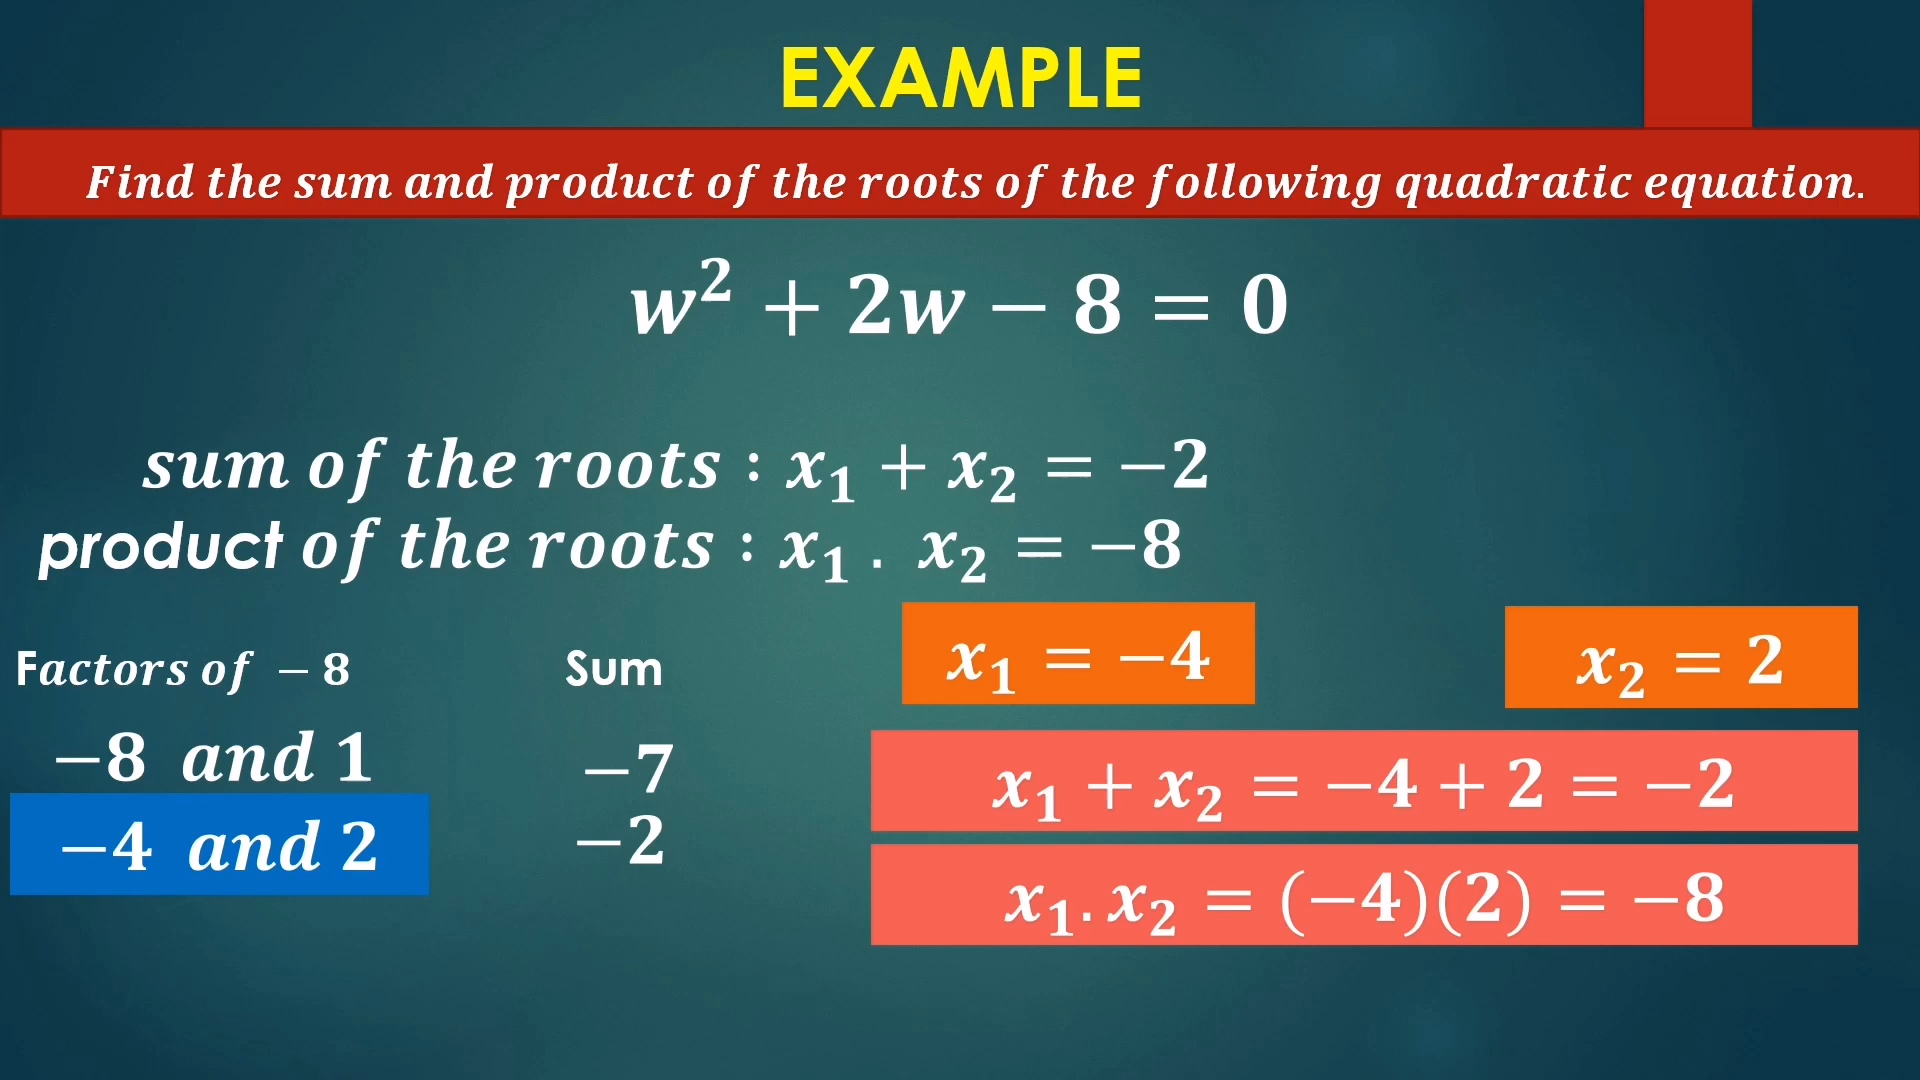 EXAMPLE
Find the sum and product of the roots of the following quadratic equation.
w² + 2w − 8 = 0
sum of the roots : x₁ + x₂ = −2
product of the roots : x₁ . x₂ = −8
x₁ = −4
x₂ = 2
Factors of − 8
Sum
−8 and 1
−7
x₁ + x₂ = −4 + 2 = −2
−4 and 2
−2
x₁. x₂ = (−4)(2) = −8